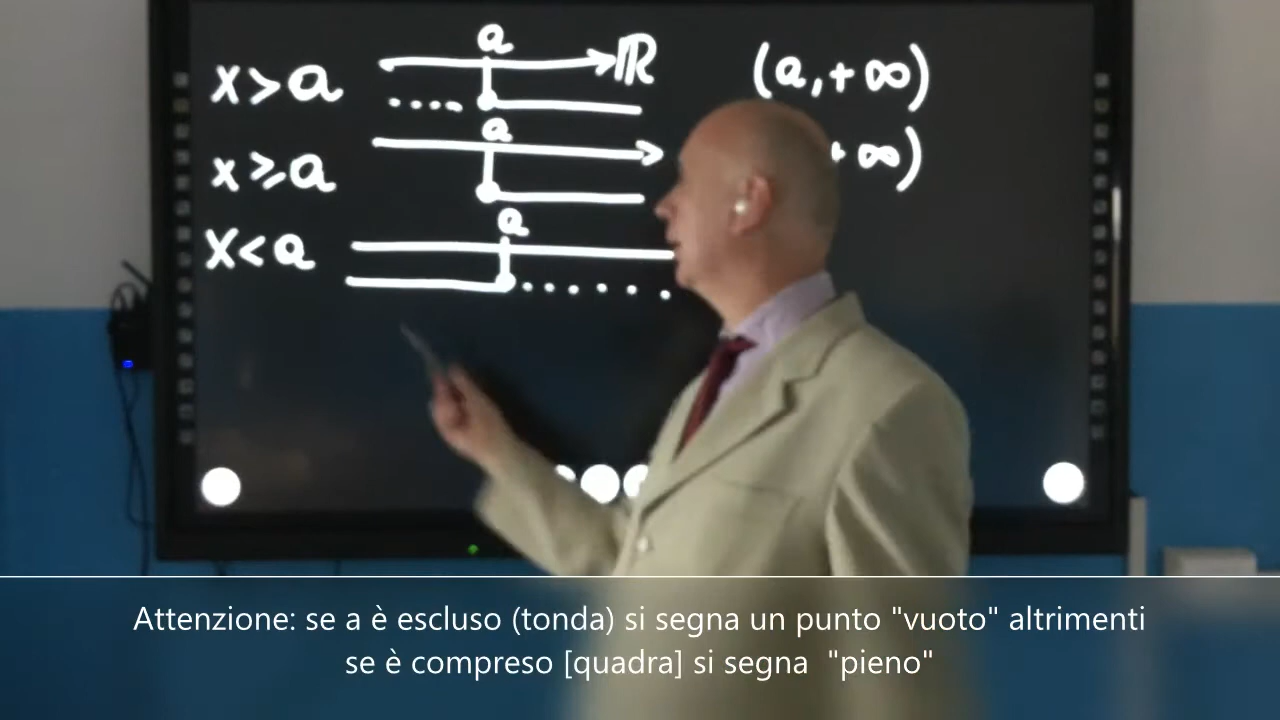 x>a a ℝ (a,+∞)
x⩾a a +∞)
x<a a
Attenzione: se a è escluso (tonda) si segna un punto "vuoto" altrimenti
se è compreso [quadra] si segna "pieno"